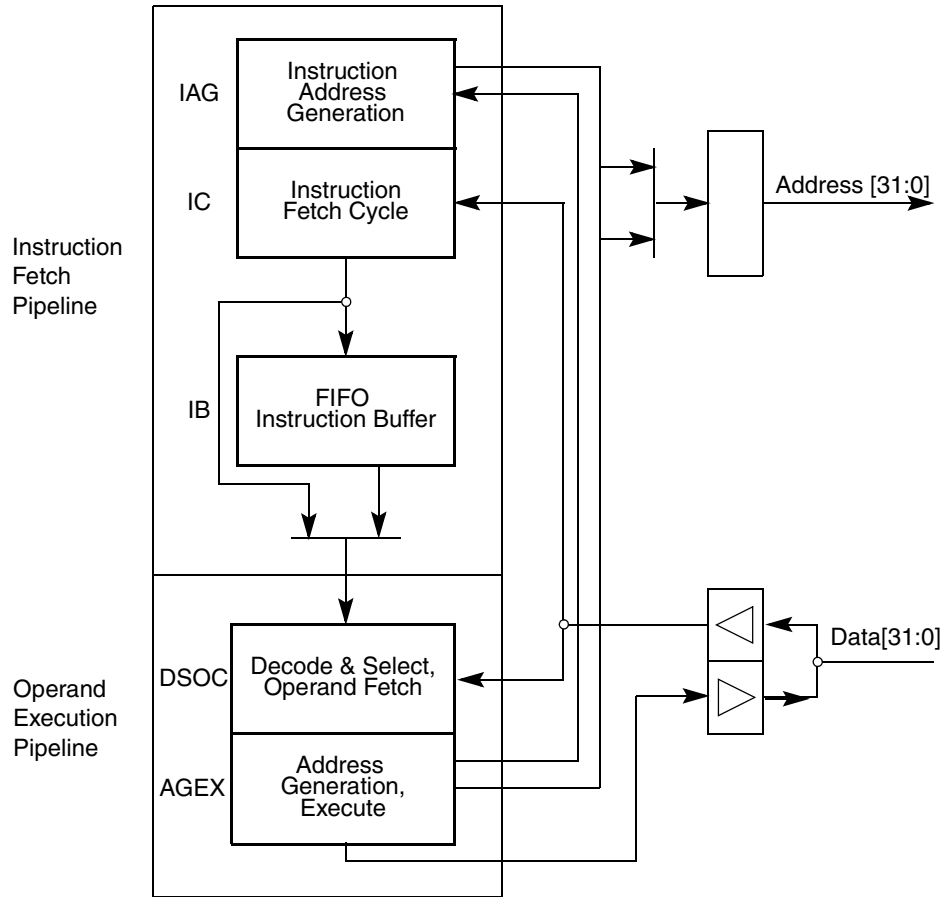 IAG
Instruction
Address
Generation
IC
Instruction
Fetch Cycle
Address [31:0]
Instruction
Fetch
Pipeline
IB
FIFO
Instruction Buffer
DSOC
Decode & Select,
Operand Fetch
Data[31:0]
Operand
Execution
Pipeline
AGEX
Address
Generation,
Execute